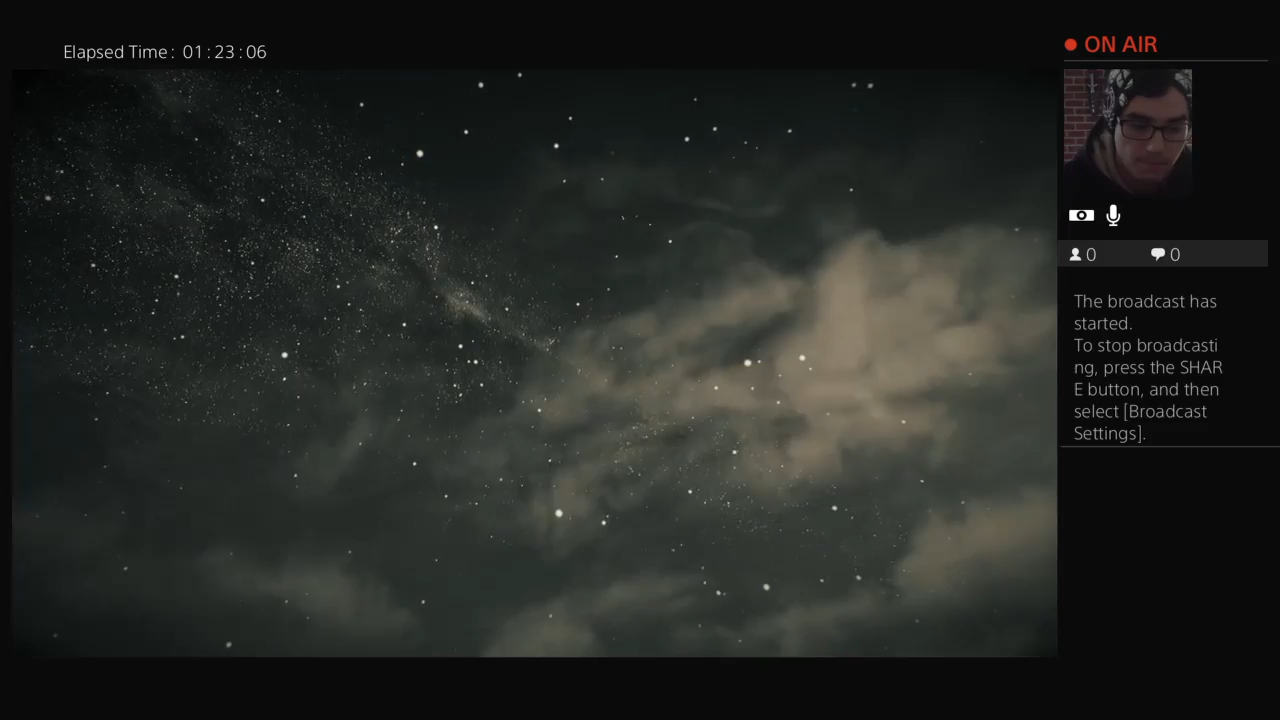 Elapsed Time: 01:23:06
ON AIR
0 0
The broadcast has
started.
To stop broadcasti
ng, press the SHAR
E button, and then
select [Broadcast
Settings].